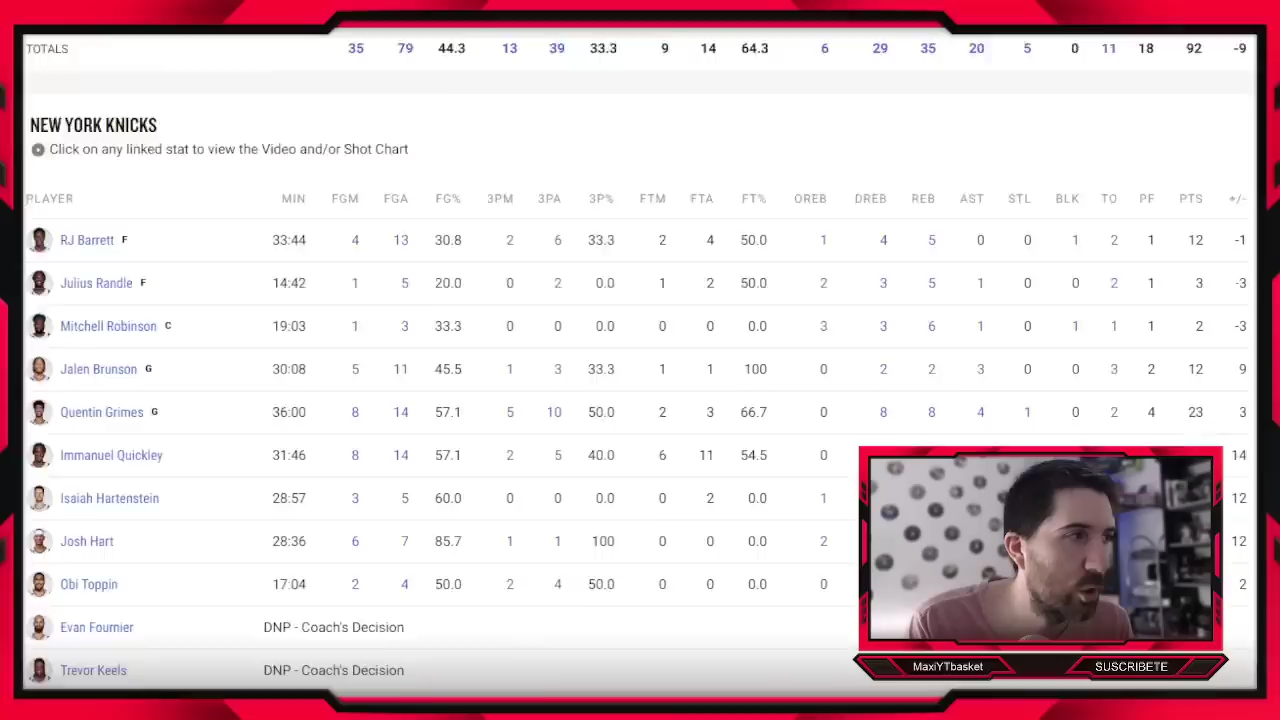 TOTALS 35 79 44.3 13 39 33.3 9 14 64.3 6 29 35 20 5 0 11 18 92 -9
NEW YORK KNICKS
Click on any linked stat to view the Video and/or Shot Chart
PLAYER MIN FGM FGA FG% 3PM 3PA 3P% FTM FTA FT% OREB DREB REB AST STL BLK TO PF PTS +/-
RJ Barrett F 33:44 4 13 30.8 2 6 33.3 2 4 50.0 1 4 5 0 0 1 2 1 12 -1
Julius Randle F 14:42 1 5 20.0 0 2 0.0 1 2 50.0 2 3 5 1 0 0 2 1 3 -3
Mitchell Robinson C 19:03 1 3 33.3 0 0 0.0 0 0 0.0 3 3 6 1 0 1 1 1 2 -3
Jalen Brunson G 30:08 5 11 45.5 1 3 33.3 1 1 100 0 2 2 3 0 0 3 2 12 9
Quentin Grimes G 36:00 8 14 57.1 5 10 50.0 2 3 66.7 0 8 8 4 1 0 2 4 23 3
Immanuel Quickley 31:46 8 14 57.1 2 5 40.0 6 11 54.5 0 14
Isaiah Hartenstein 28:57 3 5 60.0 0 0 0.0 0 2 0.0 1 12
Josh Hart 28:36 6 7 85.7 1 1 100 0 0 0.0 2 12
Obi Toppin 17:04 2 4 50.0 2 4 50.0 0 0 0.0 0 2
Evan Fournier DNP - Coach's Decision
Trevor Keels DNP - Coach's Decision
MaxiYTbasket SUSCRIBETE